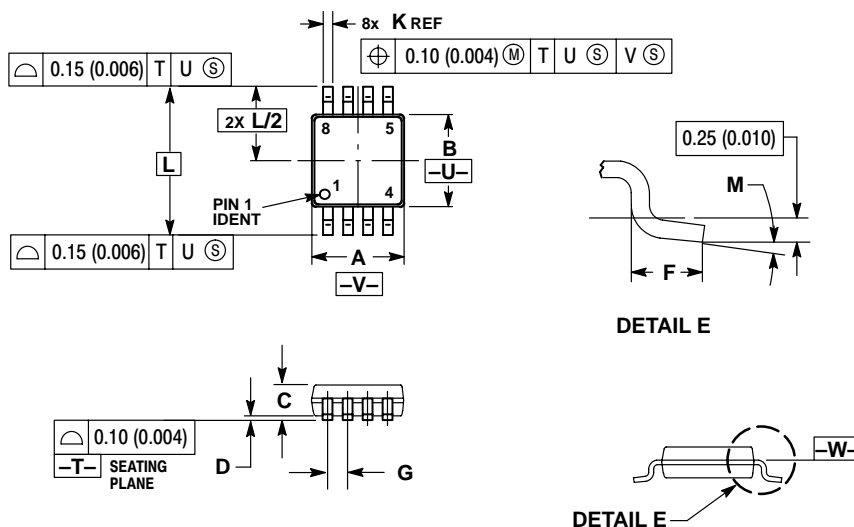 8x K REF
⌖ 0.10 (0.004) Ⓜ T U Ⓢ V Ⓢ
⌓ 0.15 (0.006) T U Ⓢ
2X L/2
8 5
B
–U–
L
1
4
PIN 1
IDENT
⌓ 0.15 (0.006) T U Ⓢ
A
–V–
0.25 (0.010)
M
F
DETAIL E
C
⌓ 0.10 (0.004)
–T– SEATING
PLANE
D
G
–W–
DETAIL E